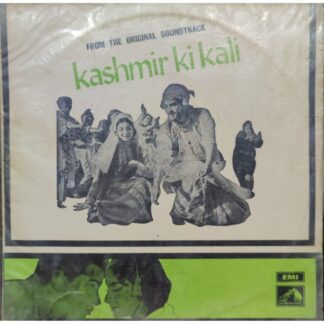 FROM THE ORIGINAL SOUNDTRACK
kashmir ki kali
EMI